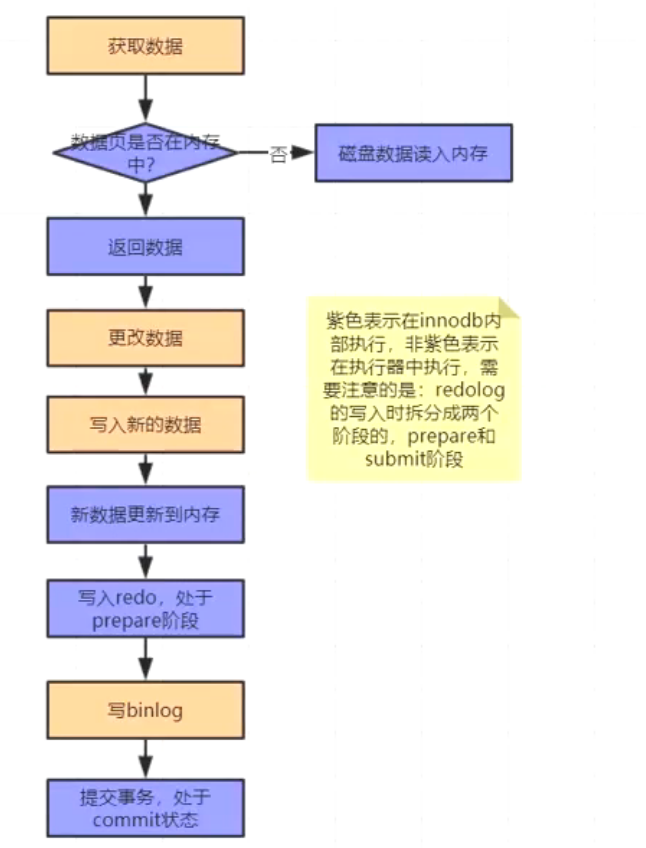 获取数据
数据页是否在内存
中?
否
磁盘数据读入内存
返回数据
更改数据
写入新的数据
新数据更新到内存
写入redo，处于
prepare阶段
写binlog
提交事务，处于
commit状态
紫色表示在innodb内
部执行，非紫色表示
在执行器中执行，需
要注意的是：redolog
的写入时拆分成两个
阶段的，prepare和
submit阶段